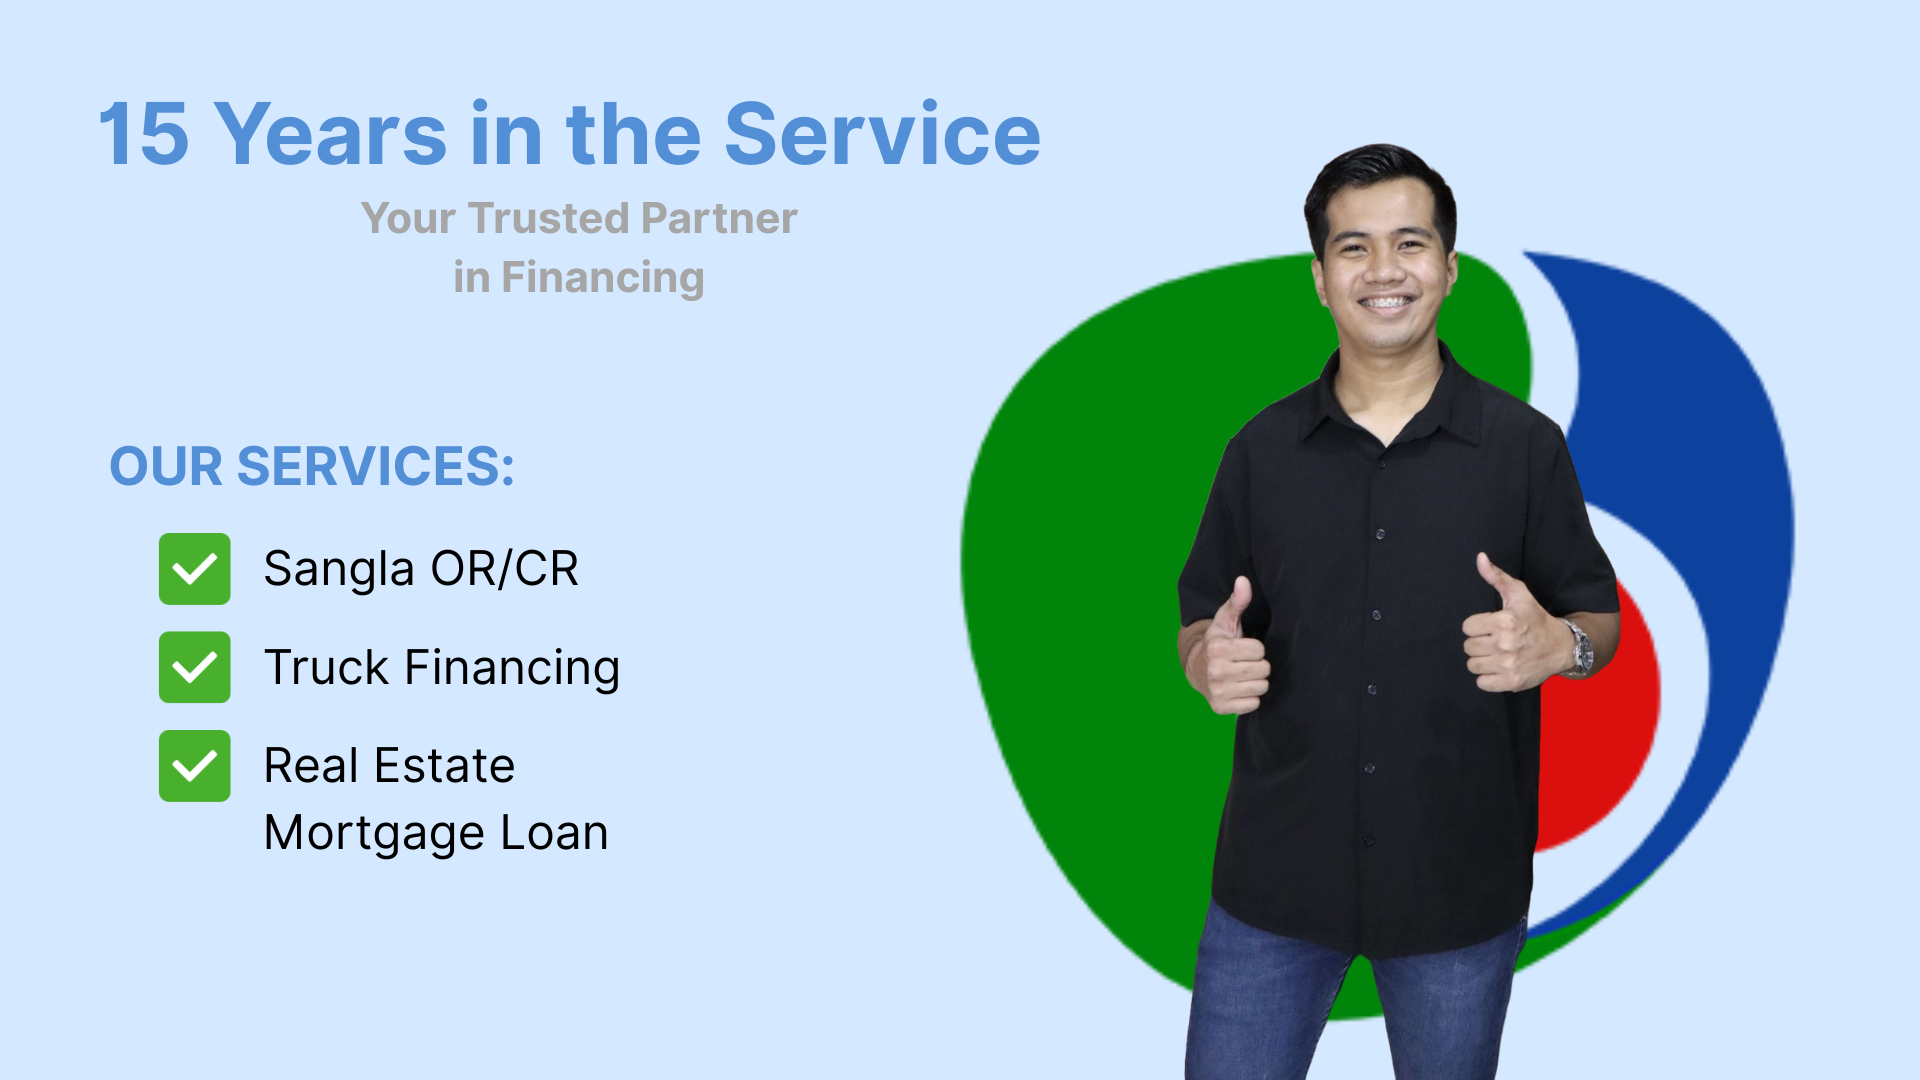 15 Years in the Service
Your Trusted Partner
in Financing
OUR SERVICES:
Sangla OR/CR
Truck Financing
Real Estate
Mortgage Loan